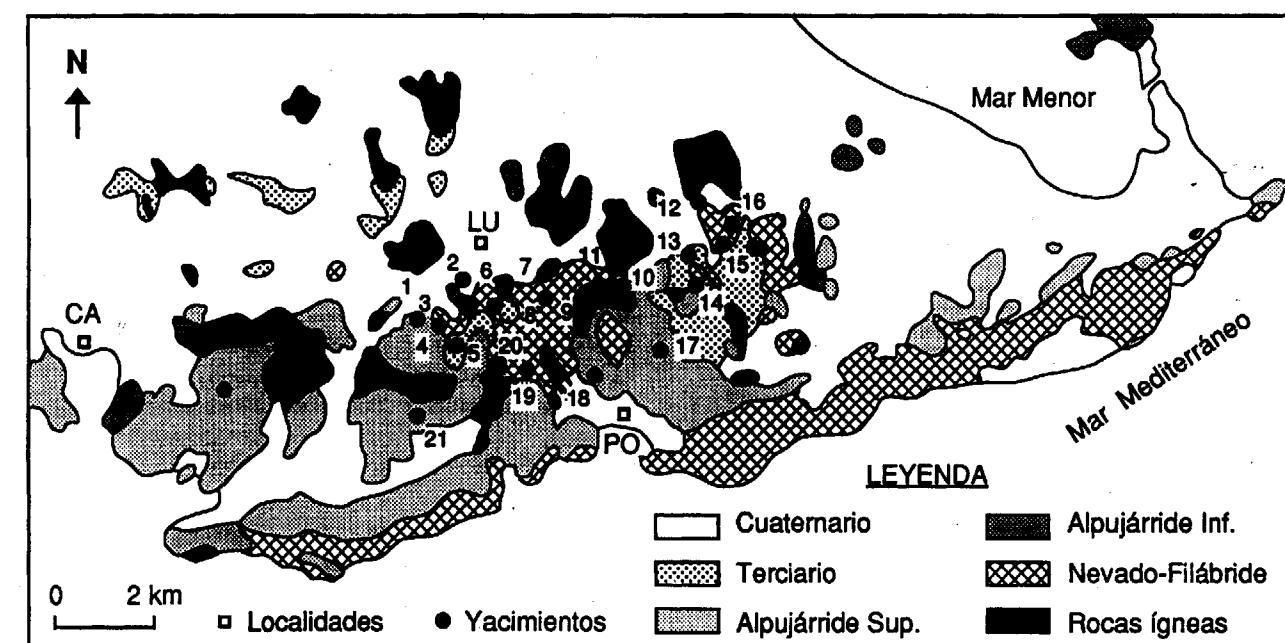 N
Mar Menor
LU
CA
PO
1
2
3
4
5
6
7
8
9
10
11
12
13
14
15
16
17
18
19
20
21
Mar Mediterráneo
LEYENDA
Cuaternario
Alpujárride Inf.
Terciario
Nevado-Filábride
Alpujárride Sup.
Rocas ígneas
0 2 km
Localidades
Yacimientos